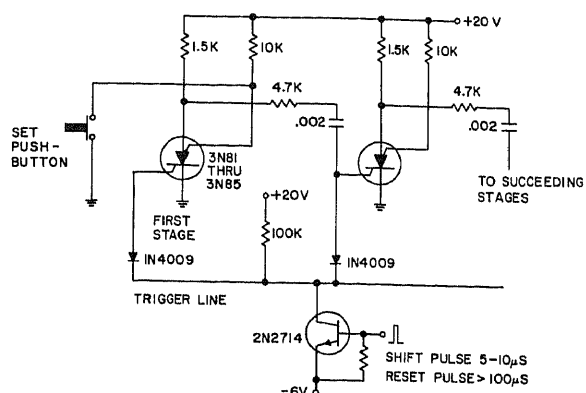 +20V
1.5K
10K
1.5K
10K
4.7K
4.7K
.002
.002
SET
PUSH-
BUTTON
3N81
THRU
3N85
FIRST
STAGE
+20V
100K
TO SUCCEEDING
STAGES
1N4009
1N4009
TRIGGER LINE
2N2714
SHIFT PULSE 5-10μS
RESET PULSE>100μS
-6V